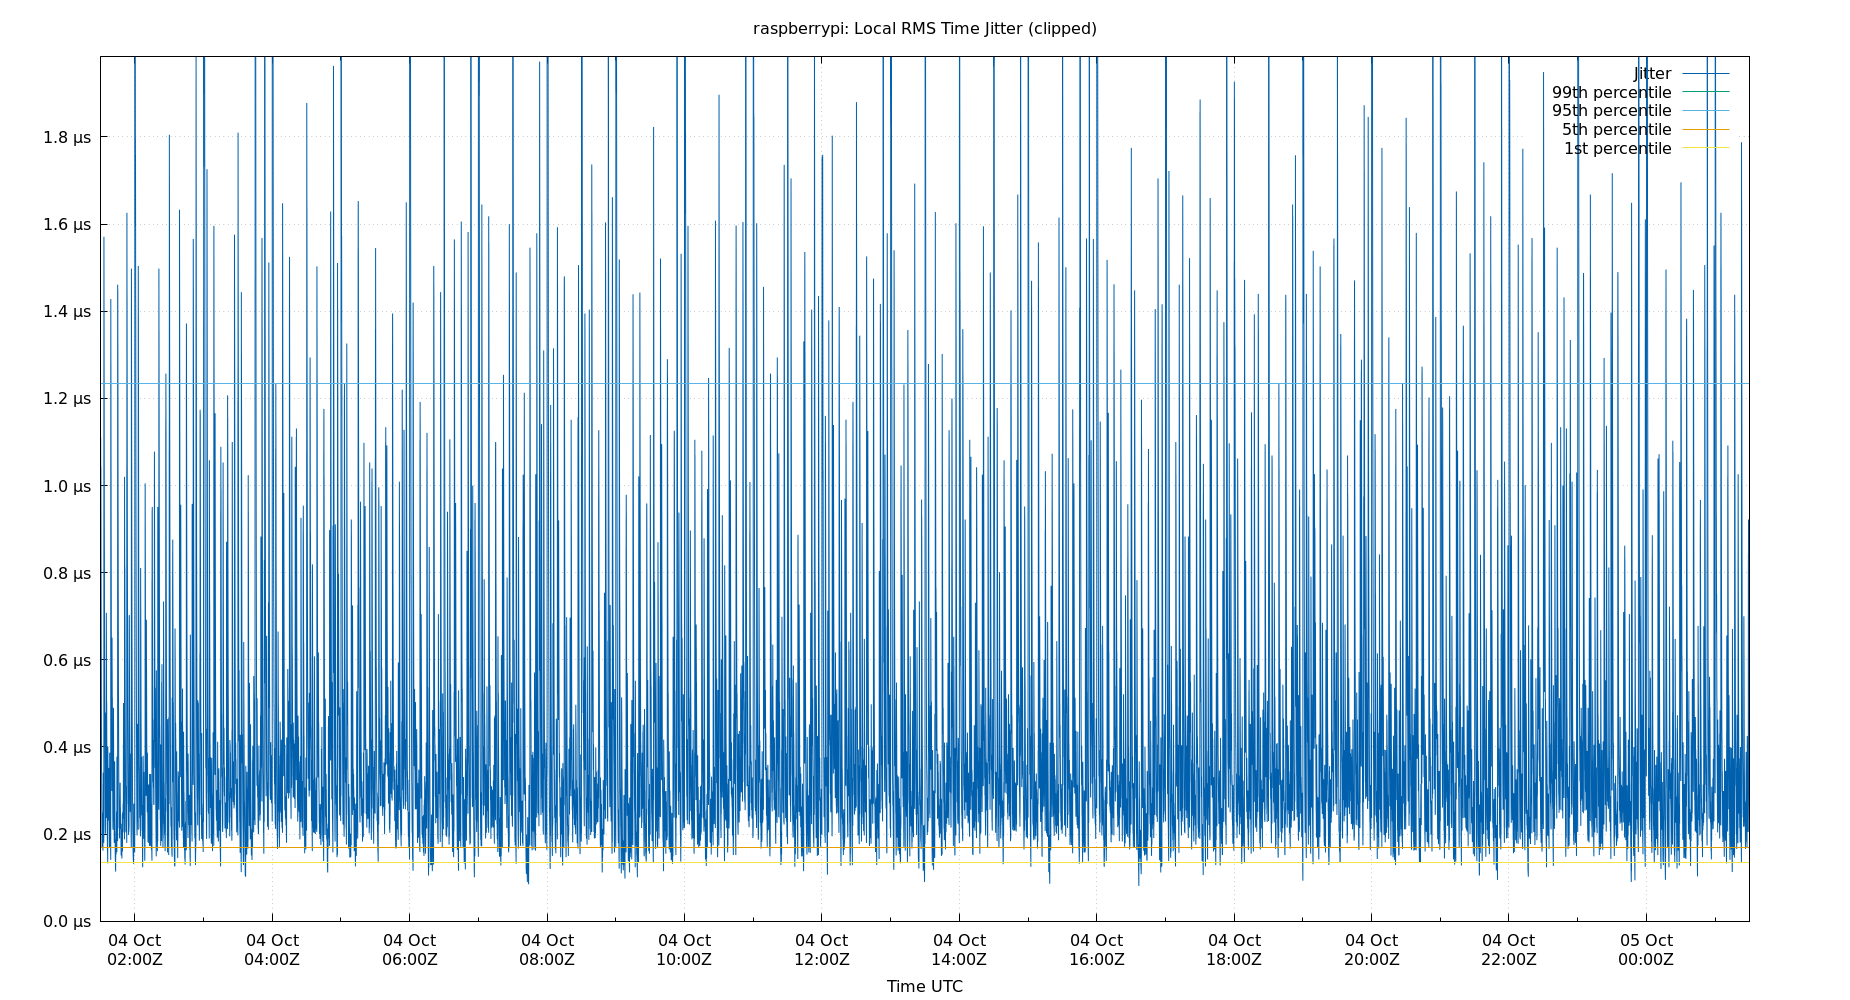 raspberrypi: Local RMS Time Jitter (clipped)
Jitter
99th percentile
95th percentile
5th percentile
1st percentile
1.8 μs
1.6 μs
1.4 μs
1.2 μs
1.0 μs
0.8 μs
0.6 μs
0.4 μs
0.2 μs
0.0 μs
04 Oct 04 Oct 04 Oct 04 Oct 04 Oct 04 Oct 04 Oct 04 Oct 04 Oct 04 Oct 04 Oct 05 Oct
02:00Z 04:00Z 06:00Z 08:00Z 10:00Z 12:00Z 14:00Z 16:00Z 18:00Z 20:00Z 22:00Z 00:00Z
Time UTC